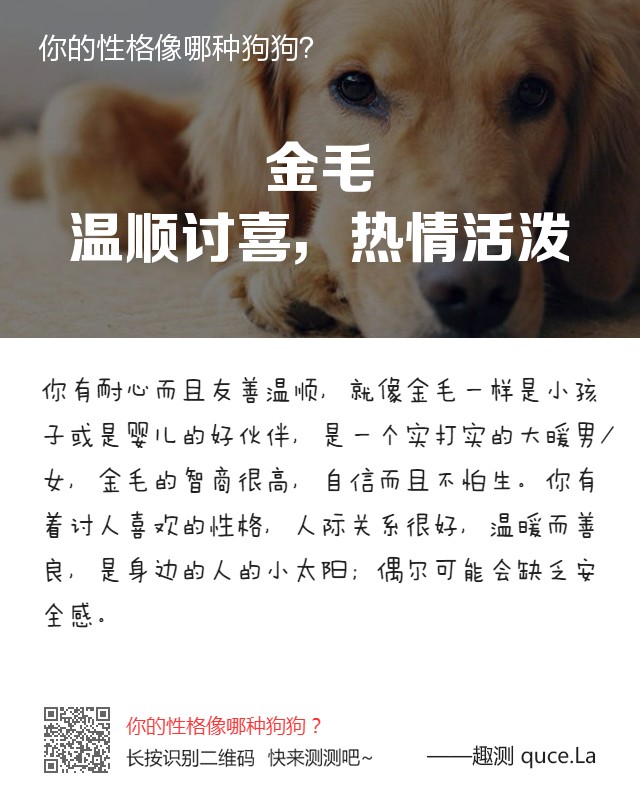 你的性格像哪种狗狗?
金毛
温顺讨喜，热情活泼
你有耐心而且友善温顺，就像金毛一样是小孩
子或是婴儿的好伙伴，是一个实打实的大暖男/
女，金毛的智商很高，自信而且不怕生。你有
着讨人喜欢的性格，人际关系很好，温暖而善
良，是身边的人的小太阳；偶尔可能会缺乏安
全感。
你的性格像哪种狗狗？
长按识别二维码 快来测测吧~
——趣测 quce.La